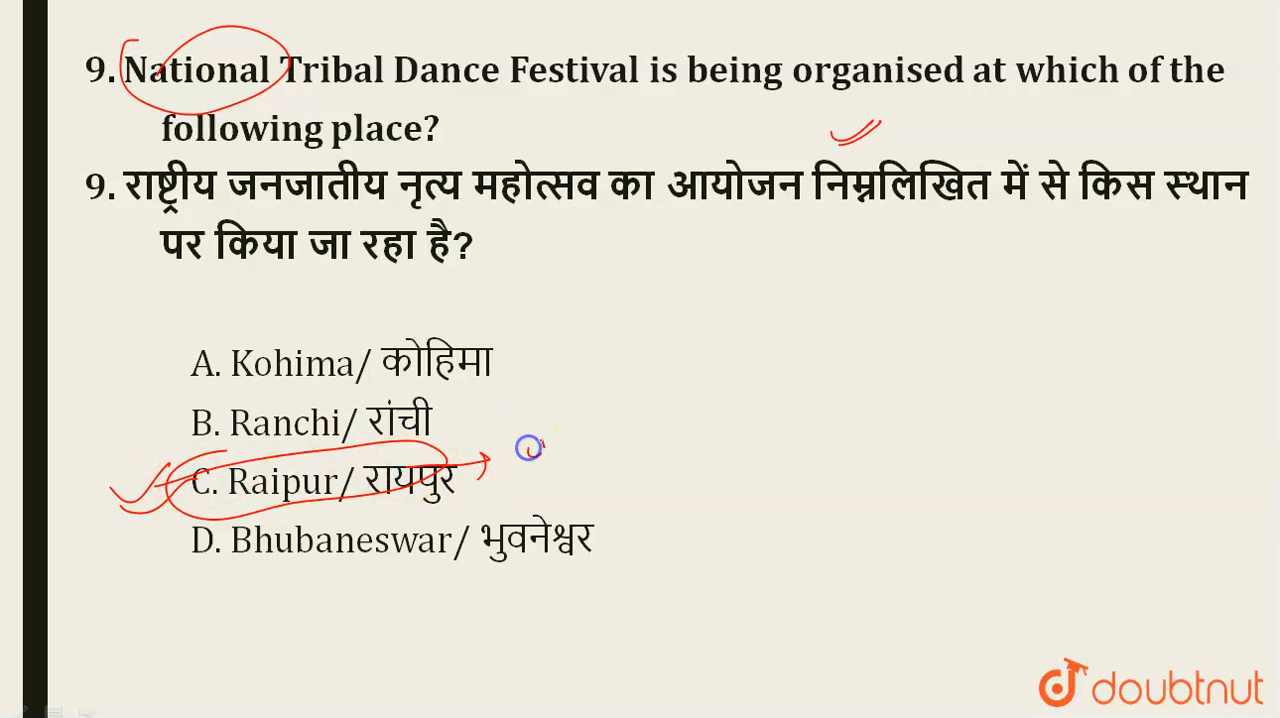 9. National Tribal Dance Festival is being organised at which of the
following place?
9. राष्ट्रीय जनजातीय नृत्य महोत्सव का आयोजन निम्नलिखित में से किस स्थान
पर किया जा रहा है?
A. Kohima/ कोहिमा
B. Ranchi/ रांची
C. Raipur/ रायपुर
D. Bhubaneswar/ भुवनेश्वर
doubtnut